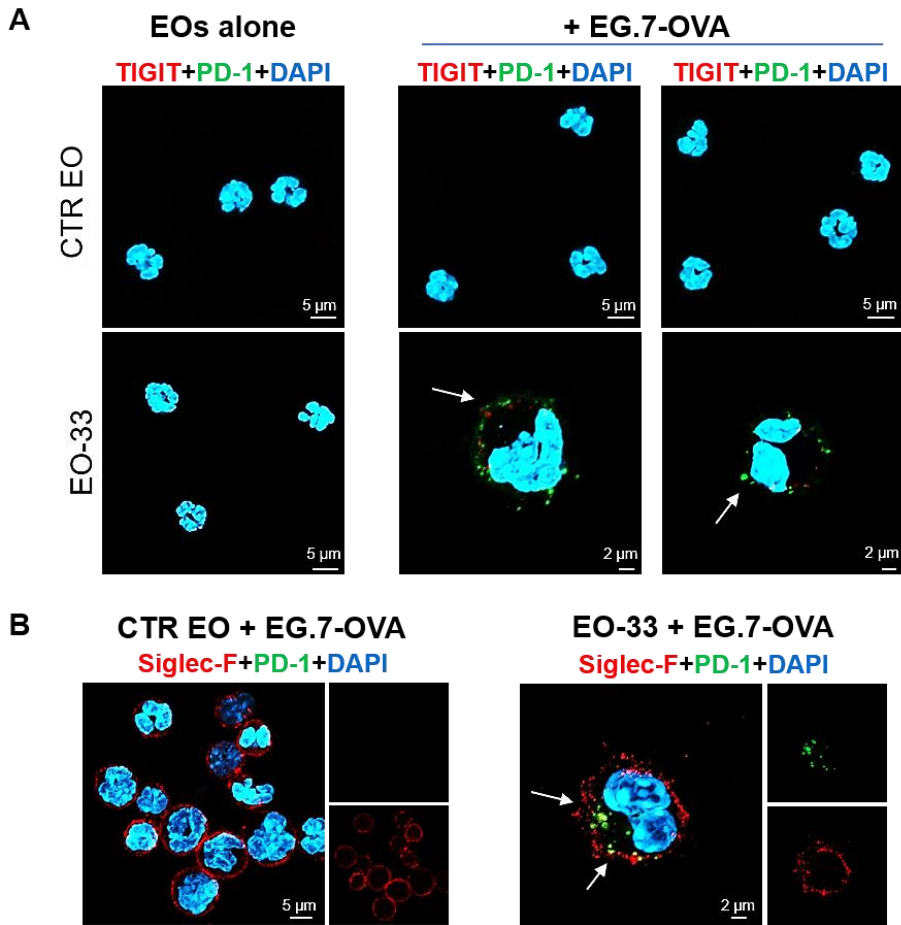 A
EOs alone
+ EG.7-OVA
TIGIT+PD-1+DAPI
TIGIT+PD-1+DAPI
TIGIT+PD-1+DAPI
CTR EO
5 µm
5 µm
5 µm
EO-33
5 µm
2 µm
2 µm
B
CTR EO + EG.7-OVA
EO-33 + EG.7-OVA
Siglec-F+PD-1+DAPI
Siglec-F+PD-1+DAPI
5 µm
2 µm